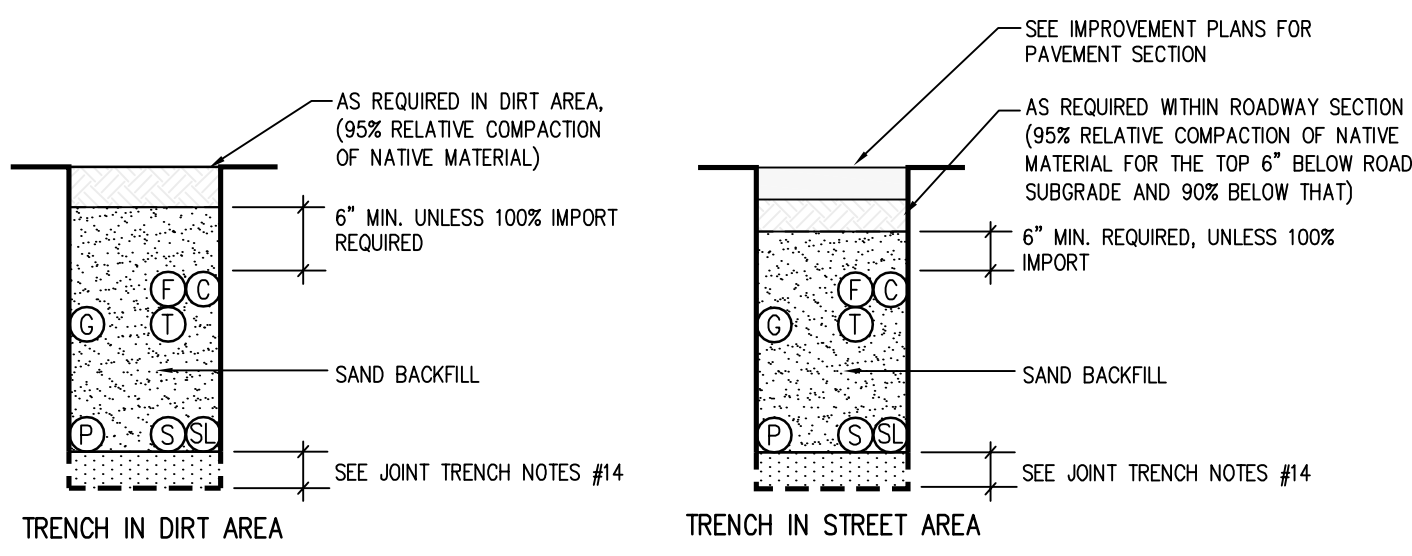 AS REQUIRED IN DIRT AREA,
(95% RELATIVE COMPACTION
OF NATIVE MATERIAL)
6” MIN. UNLESS 100% IMPORT
REQUIRED
F C
G T
SAND BACKFILL
P S SL
SEE JOINT TRENCH NOTES #14
TRENCH IN DIRT AREA
SEE IMPROVEMENT PLANS FOR
PAVEMENT SECTION
AS REQUIRED WITHIN ROADWAY SECTION
(95% RELATIVE COMPACTION OF NATIVE
MATERIAL FOR THE TOP 6” BELOW ROAD
SUBGRADE AND 90% BELOW THAT)
6” MIN. REQUIRED, UNLESS 100%
IMPORT
F C
G T
SAND BACKFILL
P S SL
SEE JOINT TRENCH NOTES #14
TRENCH IN STREET AREA